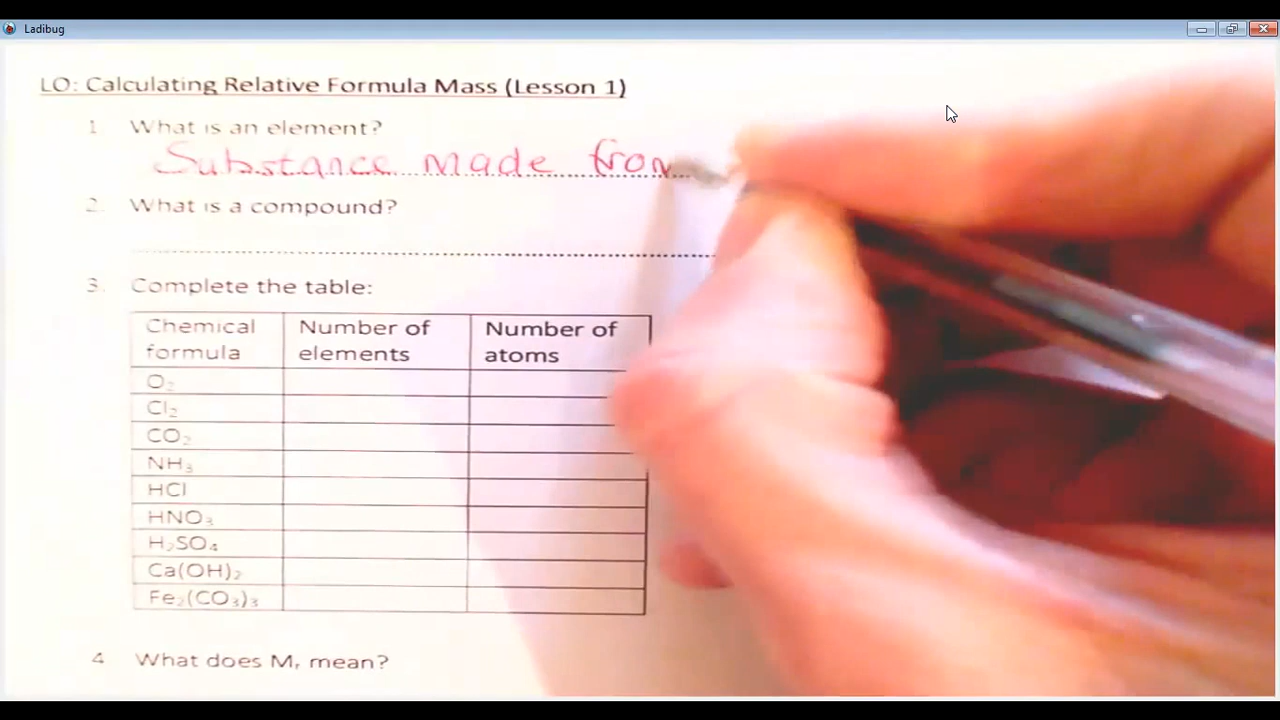 Ladibug
LO: Calculating Relative Formula Mass (Lesson 1)
1. What is an element?
Substance made from
2. What is a compound?
3. Complete the table:
Chemical formula Number of elements Number of atoms
O₂
Cl₂
CO₂
NH₃
HCl
HNO₃
H₂SO₄
Ca(OH)₂
Fe₂(CO₃)₃
4 What does Mᵣ mean?